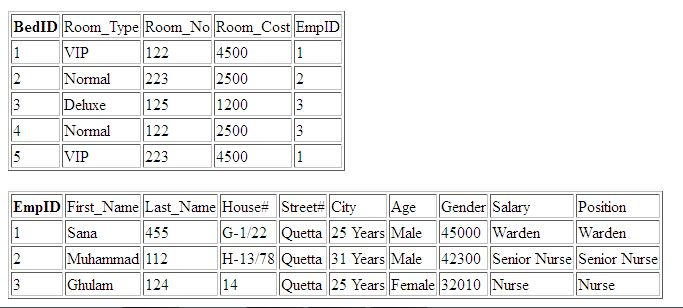 BedID Room_Type Room_No Room_Cost EmpID
1 VIP 122 4500 1
2 Normal 223 2500 2
3 Deluxe 125 1200 3
4 Normal 122 2500 3
5 VIP 223 4500 1
EmpID First_Name Last_Name House# Street# City Age Gender Salary Position
1 Sana 455 G-1/22 Quetta 25 Years Male 45000 Warden Warden
2 Muhammad 112 H-13/78 Quetta 31 Years Male 42300 Senior Nurse Senior Nurse
3 Ghulam 124 14 Quetta 25 Years Female 32010 Nurse Nurse